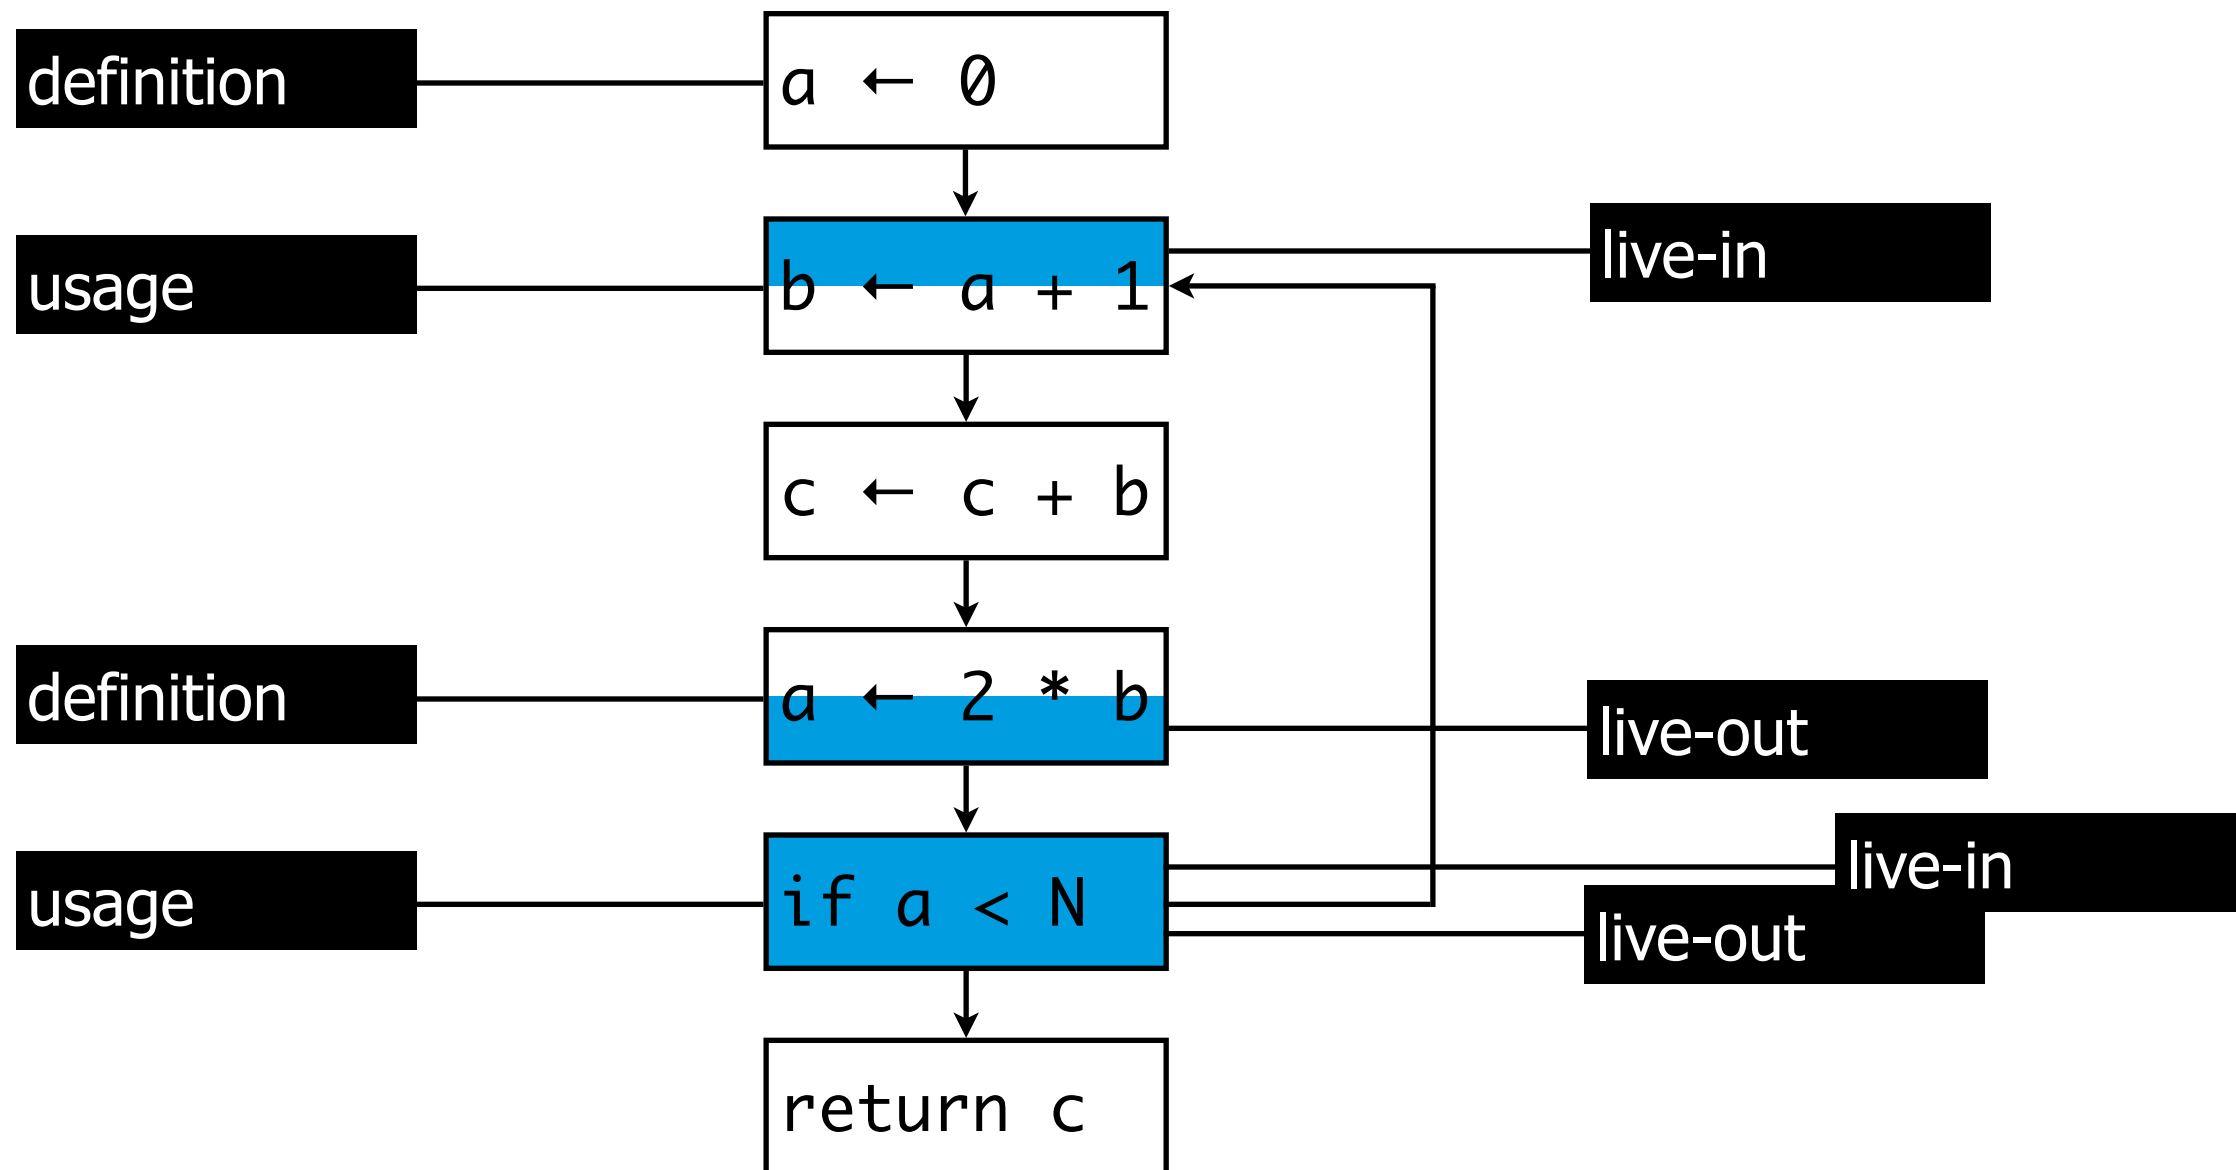 definition
a ← 0
usage
b ← a + 1
live-in
c ← c + b
definition
a ← 2 * b
live-out
usage
if a < N
live-in
live-out
return c